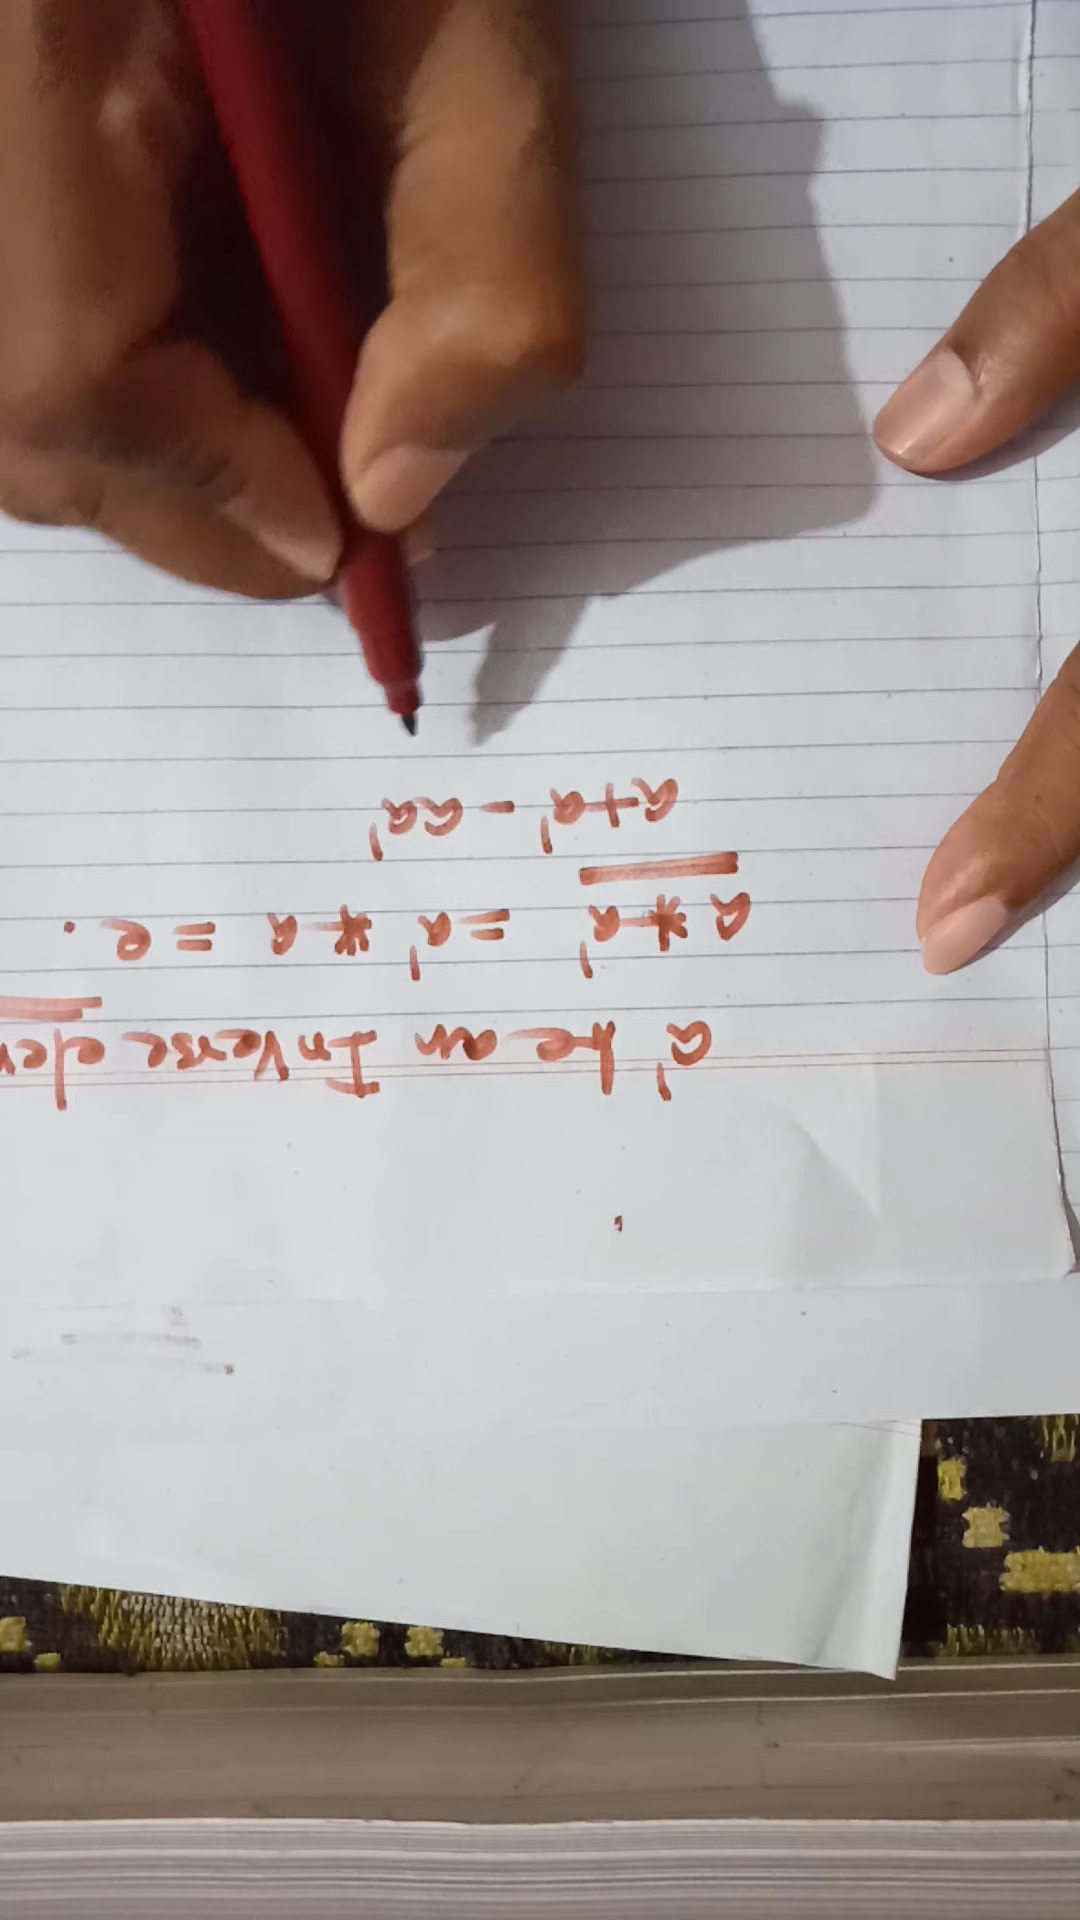 a' be an Inverse
a * a' = a' * a = e.
a + a' - aa'